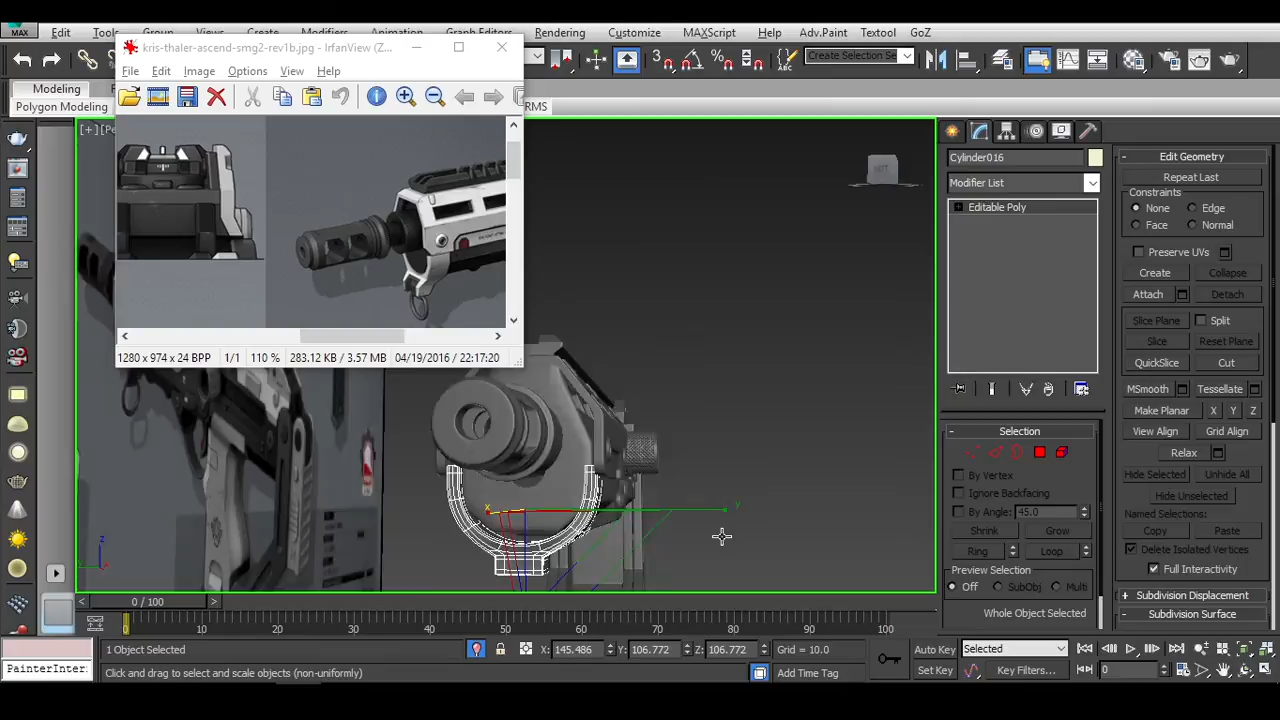 MAX
Edit
Tools
Group
Views
Create
Modifiers
Animation
Graph Editors
Rendering
Customize
MAXScript
Help
Adv.Paint
Textool
GoZ
kris-thaler-ascend-smg2-rev1b.jpg - IrfanView (Z...
File Edit Image Options View Help
Create Selection Se
3
Modeling
Polygon Modeling
RMS
[+] [Pe
1280 x 974 x 24 BPP 1/1 110 % 283.12 KB / 3.57 MB 04/19/2016 / 22:17:20
x
y
z
Cylinder016
Modifier List
Editable Poly
Selection
By Vertex
Ignore Backfacing
By Angle: 45.0
Shrink Grow
Ring Loop
Preview Selection
Off SubObj Multi
Whole Object Selected
Edit Geometry
Repeat Last
Constraints
None Edge
Face Normal
Preserve UVs
Create Collapse
Attach Detach
Slice Plane Split
Slice Reset Plane
QuickSlice Cut
MSmooth Tessellate
Make Planar X Y Z
View Align Grid Align
Relax
Hide Selected Unhide All
Hide Unselected
Named Selections:
Copy Paste
Delete Isolated Vertices
Full Interactivity
Subdivision Displacement
Subdivision Surface
< 0 / 100 >
0 10 20 30 40 50 60 70 80 90 100
1 Object Selected X: 145.486 Y: 106.772 Z: 106.772 Grid = 10.0 Auto Key Selected
PainterInter Click and drag to select and scale objects (non-uniformly) Add Time Tag Set Key Key Filters... 0